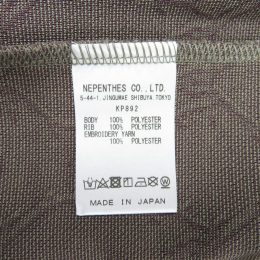 NEPENTHES CO.,LTD.
5-44-1 JINGUMAE SHIBUYA TOKYO
KP892
BODY 100% POLYESTER
RIB 100% POLYESTER
EMBROIDERY YARN
100% POLYESTER
MADE IN JAPAN